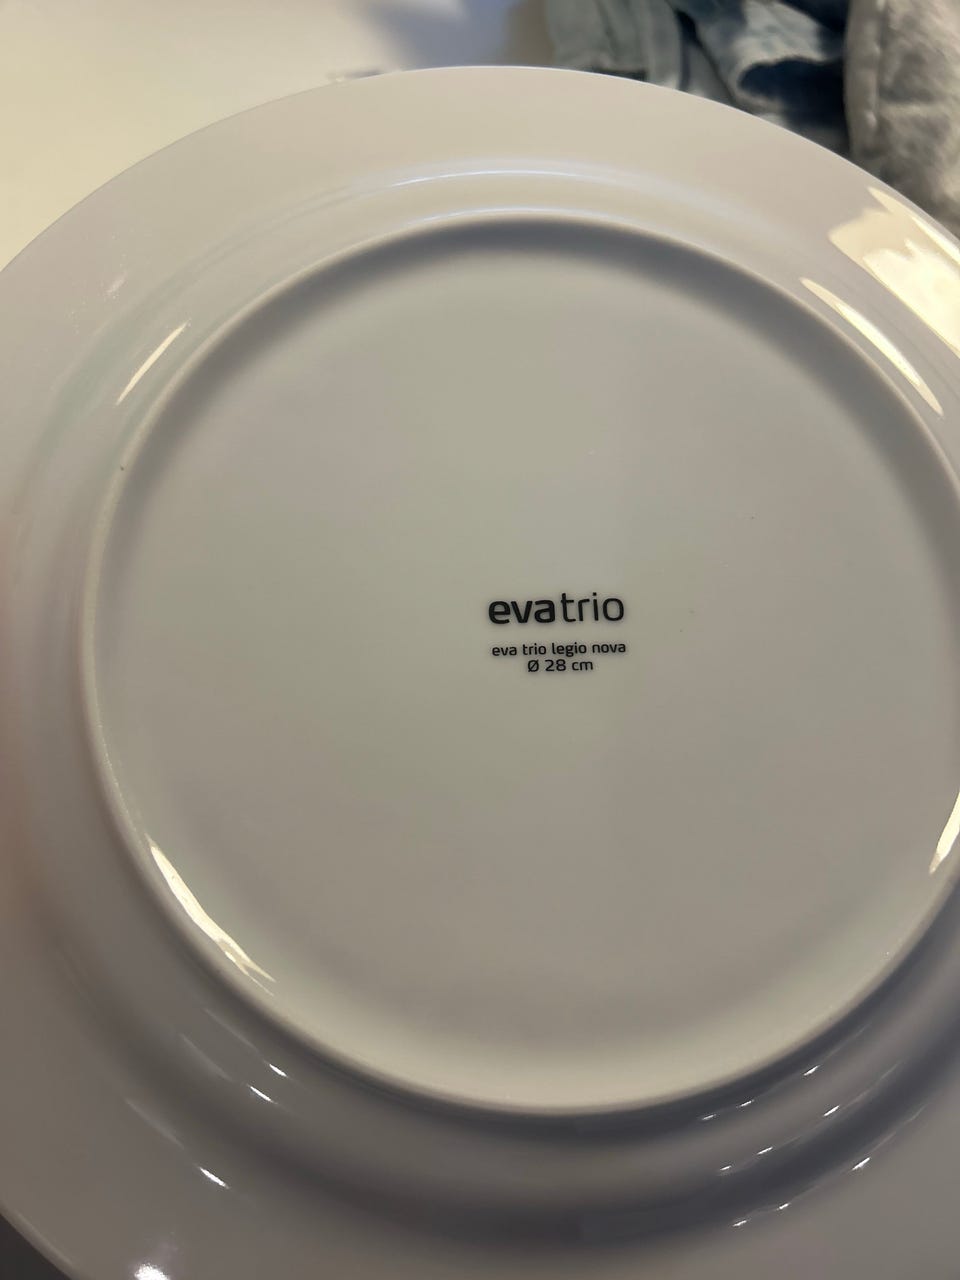 evatrio
eva trio legio nova
Ø 28 cm